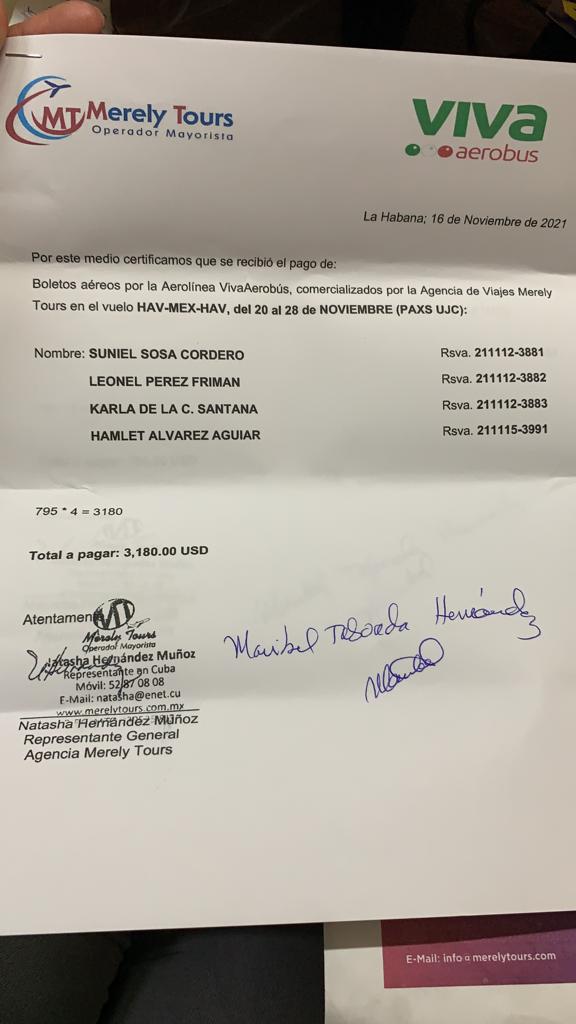 MT Merely Tours
Operador Mayorista
VIVA
aerobus
La Habana; 16 de Noviembre de 2021
Por este medio certificamos que se recibió el pago de:
Boletos aéreos por la Aerolínea VivaAerobús, comercializados por la Agencia de Viajes Merely
Tours en el vuelo HAV-MEX-HAV, del 20 al 28 de NOVIEMBRE (PAXS UJC):
Nombre: SUNIEL SOSA CORDERO Rsva. 211112-3881
LEONEL PEREZ FRIMAN Rsva. 211112-3882
KARLA DE LA C. SANTANA Rsva. 211112-3883
HAMLET ALVAREZ AGUIAR Rsva. 211115-3991
795 * 4 = 3180
Total a pagar: 3,180.00 USD
Atentamen
MT
Merely Tours
Operador Mayorista
Natasha Hernández Muñoz
Representante en Cuba
Móvil: 52 87 08 08
E-Mail: natasha@enet.cu
www.merelytours.com.mx
Natasha Hernández Muñoz
Representante General
Agencia Merely Tours
Maribel Taboada Hernández
E-Mail: info@merelytours.com